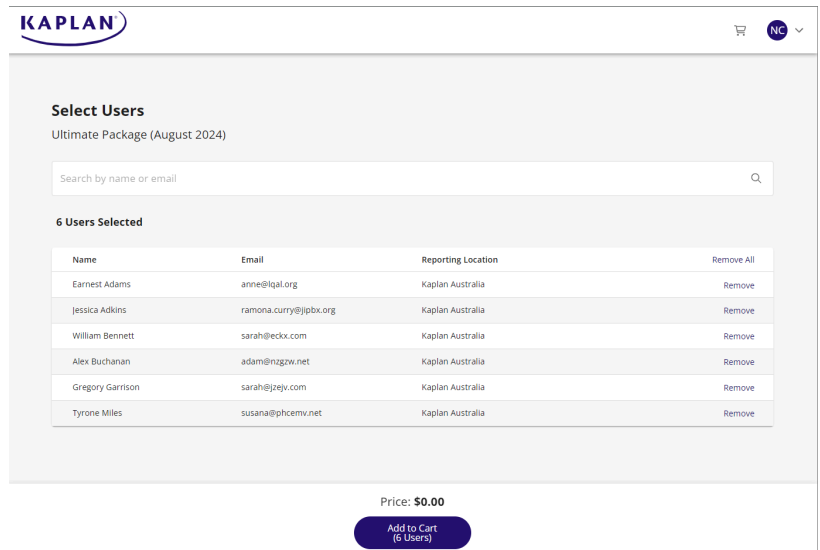 KAPLAN
NC
Select Users
Ultimate Package (August 2024)
Search by name or email
6 Users Selected
Name Email Reporting Location Remove All
Earnest Adams anne@lqal.org Kaplan Australia Remove
Jessica Adkins ramona.curry@jipbx.org Kaplan Australia Remove
William Bennett sarah@eckx.com Kaplan Australia Remove
Alex Buchanan adam@nzgzw.net Kaplan Australia Remove
Gregory Garrison sarah@jzejv.com Kaplan Australia Remove
Tyrone Miles susana@phcemv.net Kaplan Australia Remove
Price: $0.00
Add to Cart
(6 Users)